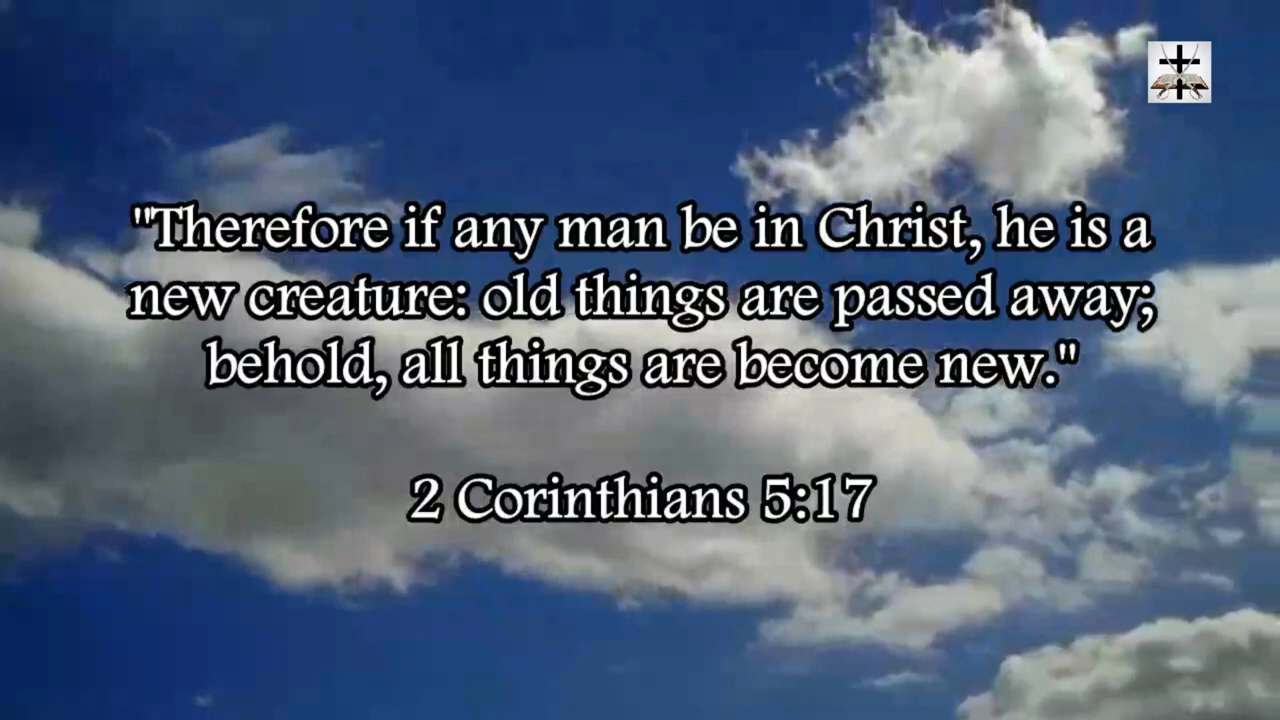 "Therefore if any man be in Christ, he is a
new creature: old things are passed away;
behold, all things are become new."
2 Corinthians 5:17